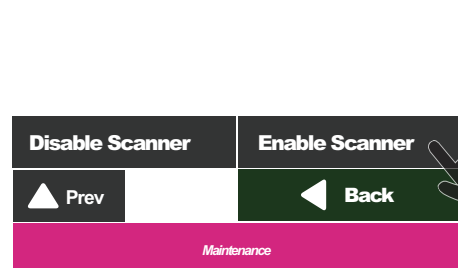 Disable Scanner
Enable Scanner
Prev
Back
Maintenance